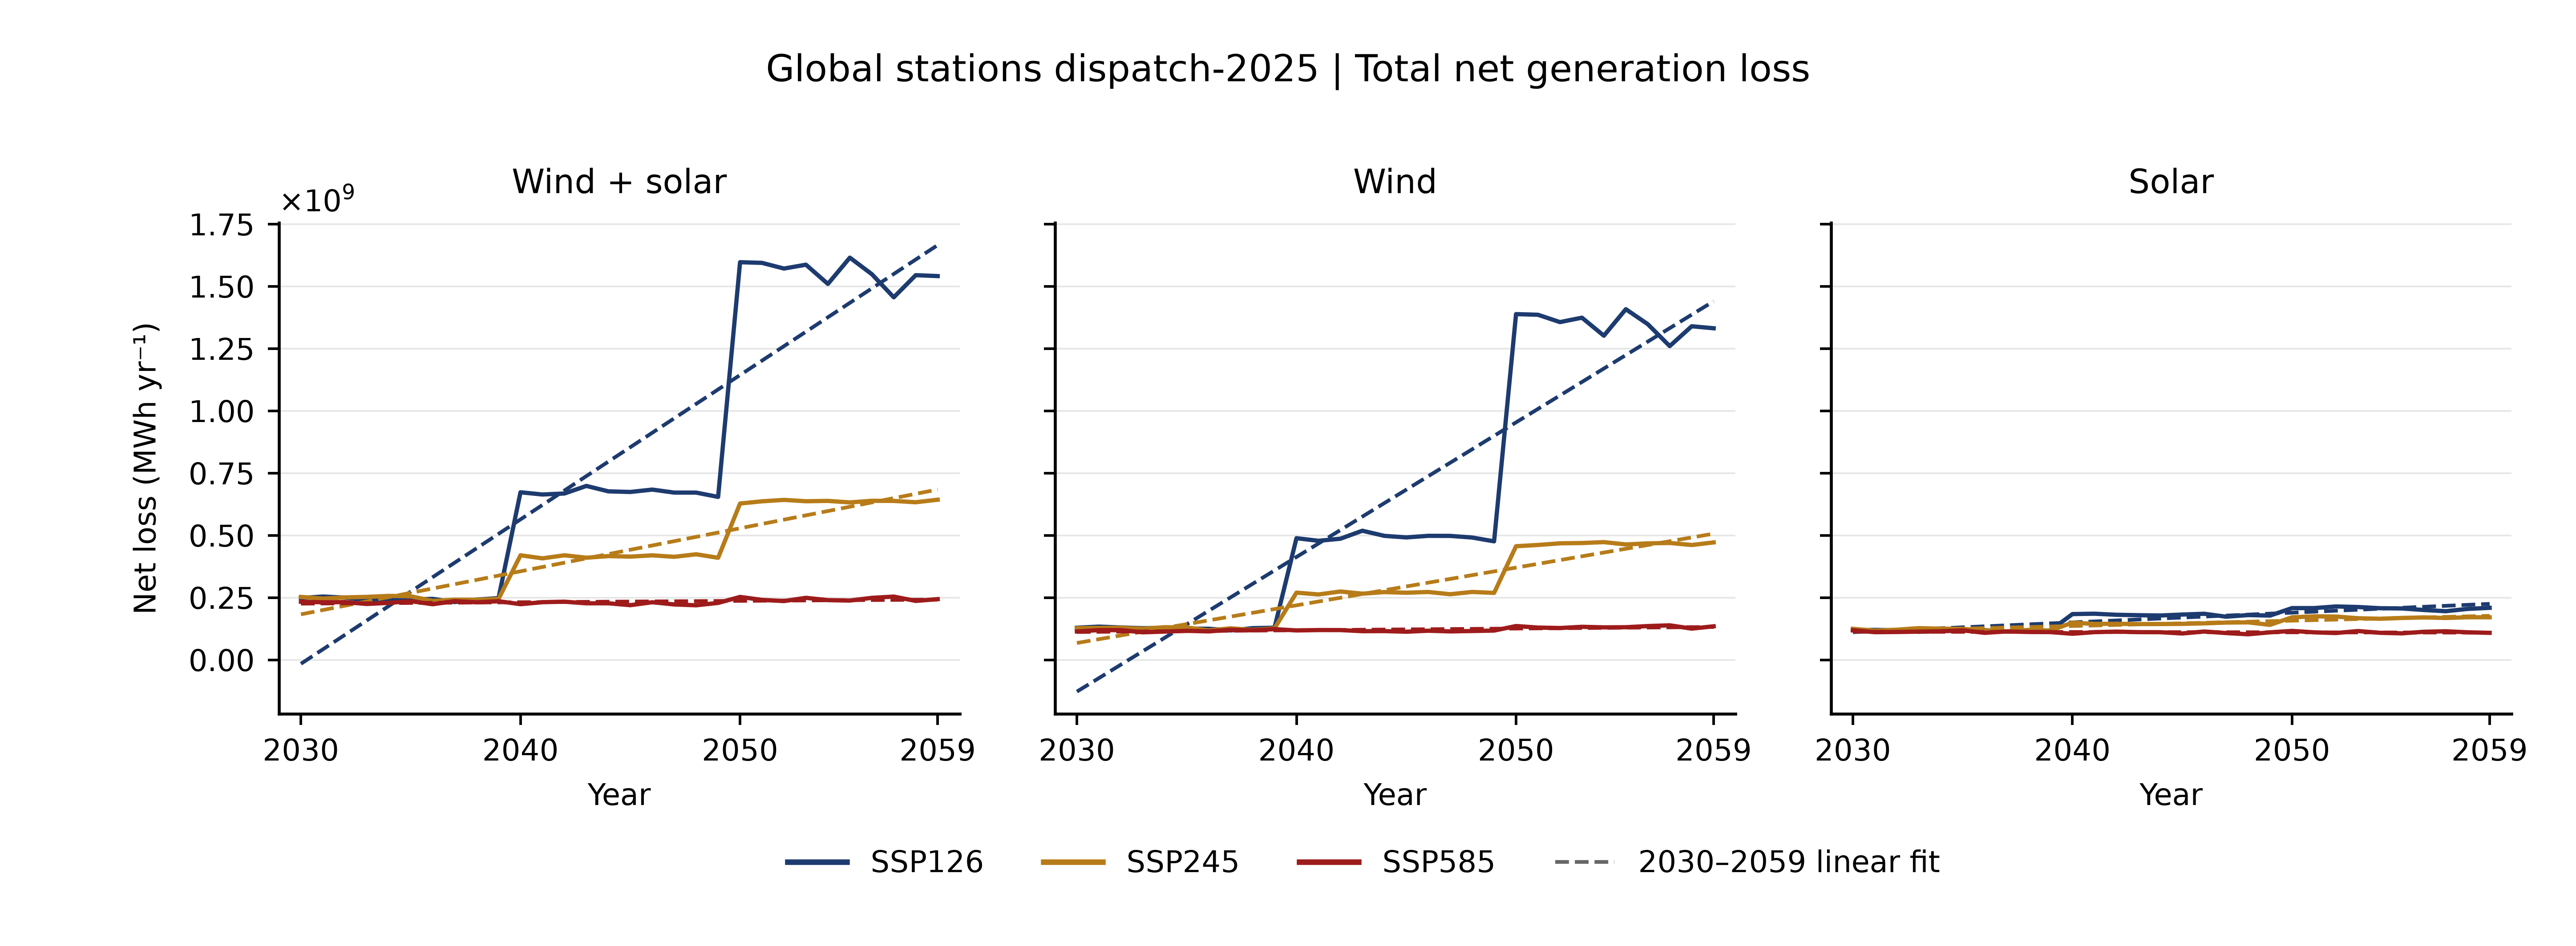 Global stations dispatch-2025 | Total net generation loss
Wind + solar
Wind
Solar
×10⁹
1.75
1.50
1.25
1.00
0.75
0.50
0.25
0.00
Net loss (MWh yr⁻¹)
2030 2040 2050 2059
2030 2040 2050 2059
2030 2040 2050 2059
Year
Year
Year
SSP126 SSP245 SSP585 2030–2059 linear fit